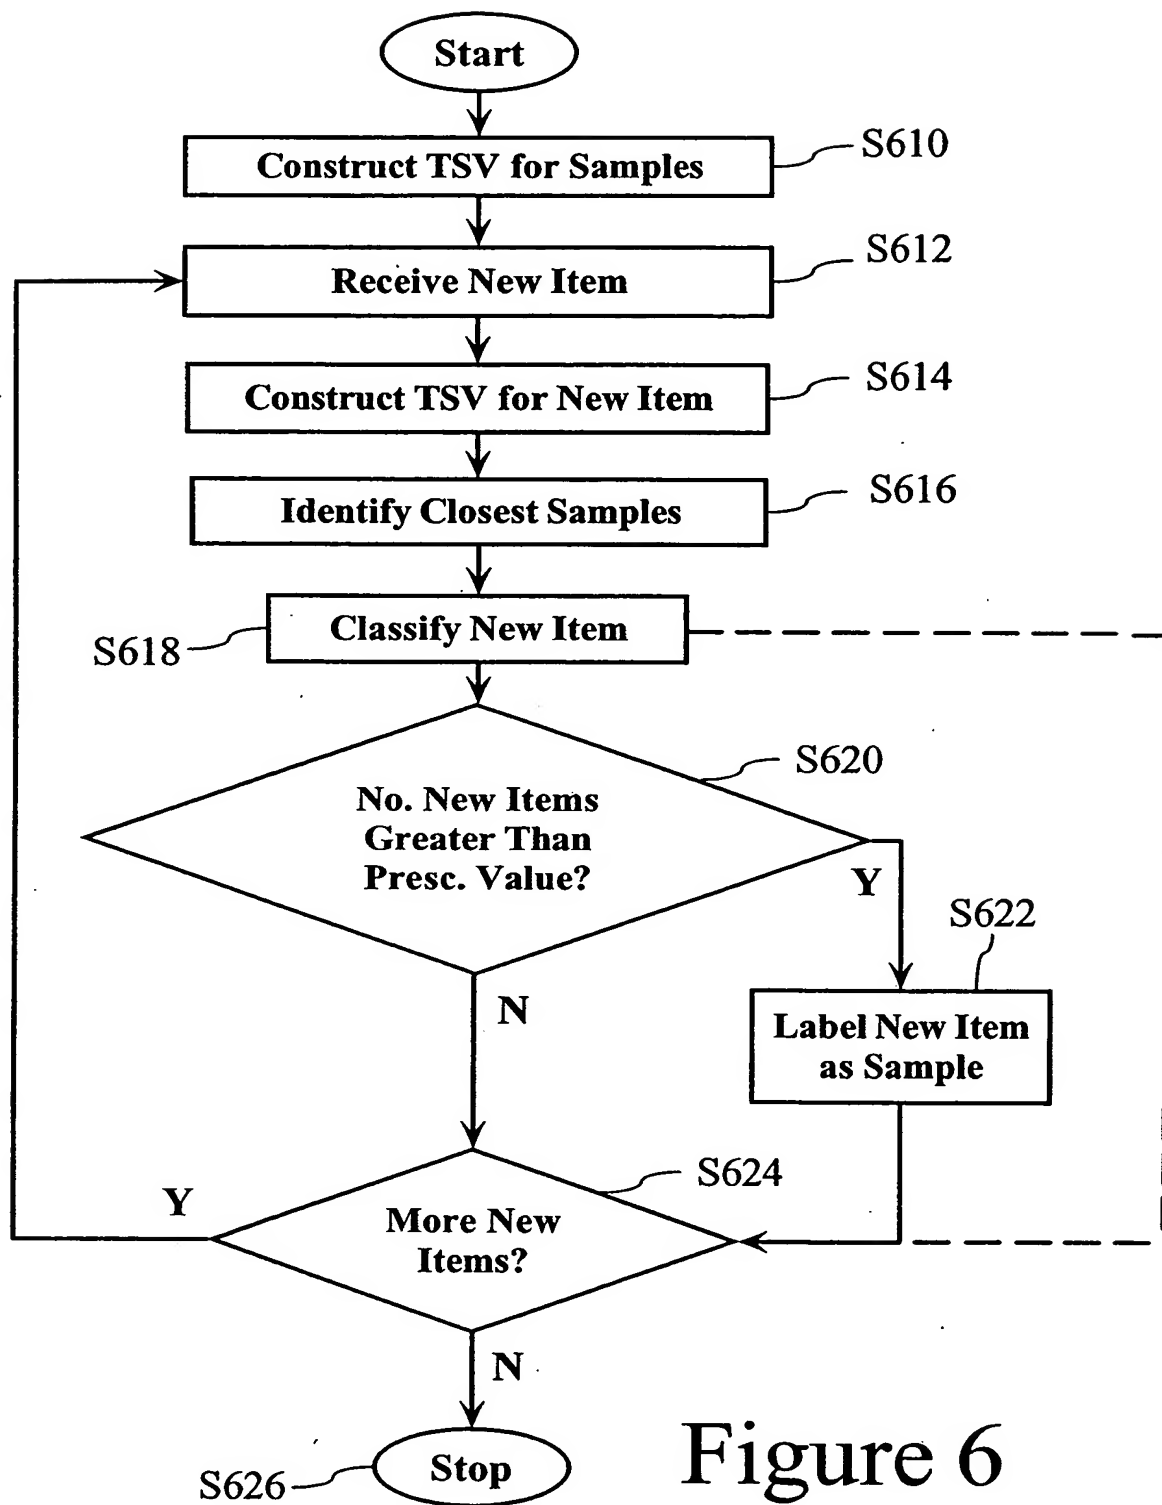 Start
Construct TSV for Samples
S610
Receive New Item
S612
Construct TSV for New Item
S614
Identify Closest Samples
S616
Classify New Item
S618
No. New Items
Greater Than
Presc. Value?
S620
Y
N
S622
Label New Item
as Sample
More New
Items?
S624
Y
N
Stop
S626
Figure 6